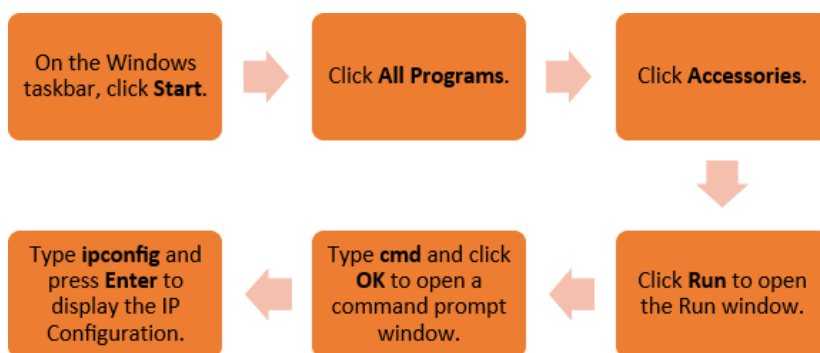 On the Windows
taskbar, click Start.
Click All Programs.
Click Accessories.
Click Run to open
the Run window.
Type cmd and click
OK to open a
command prompt
window.
Type ipconfig and
press Enter to
display the IP
Configuration.